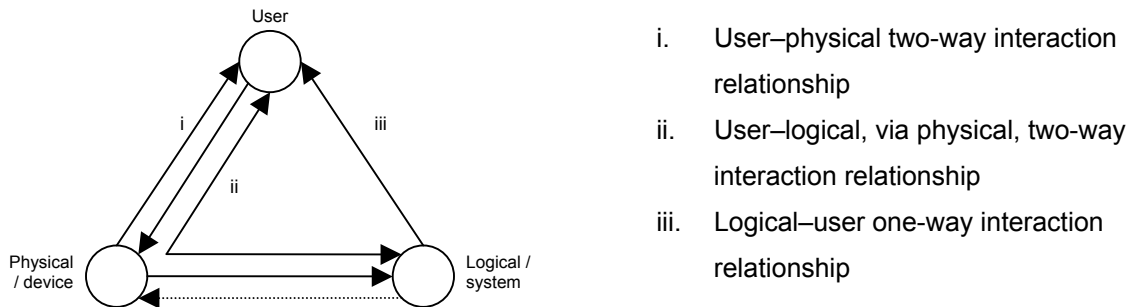 User
i
iii
ii
Physical
/ device
Logical /
system
i. User–physical two-way interaction
relationship
ii. User–logical, via physical, two-way
interaction relationship
iii. Logical–user one-way interaction
relationship